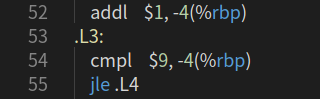 52 addl $1, -4(%rbp)
53 .L3:
54 cmpl $9, -4(%rbp)
55 jle .L4